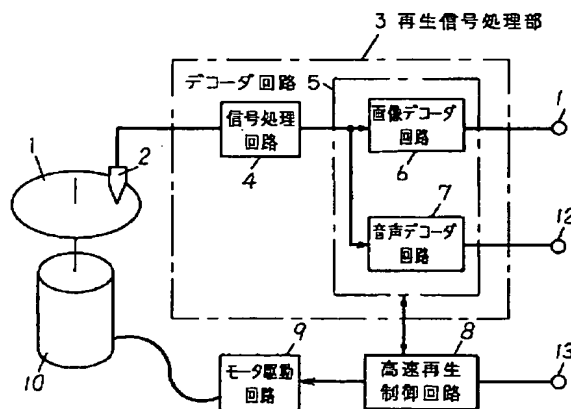 3 再生信号処理部
デコーダ回路 5
信号処理
回路
4
画像デコーダ
回路
6
1
1
2
7
音声デコーダ
回路
12
9
モータ駆動
回路
8
高速再生
制御回路
13
10